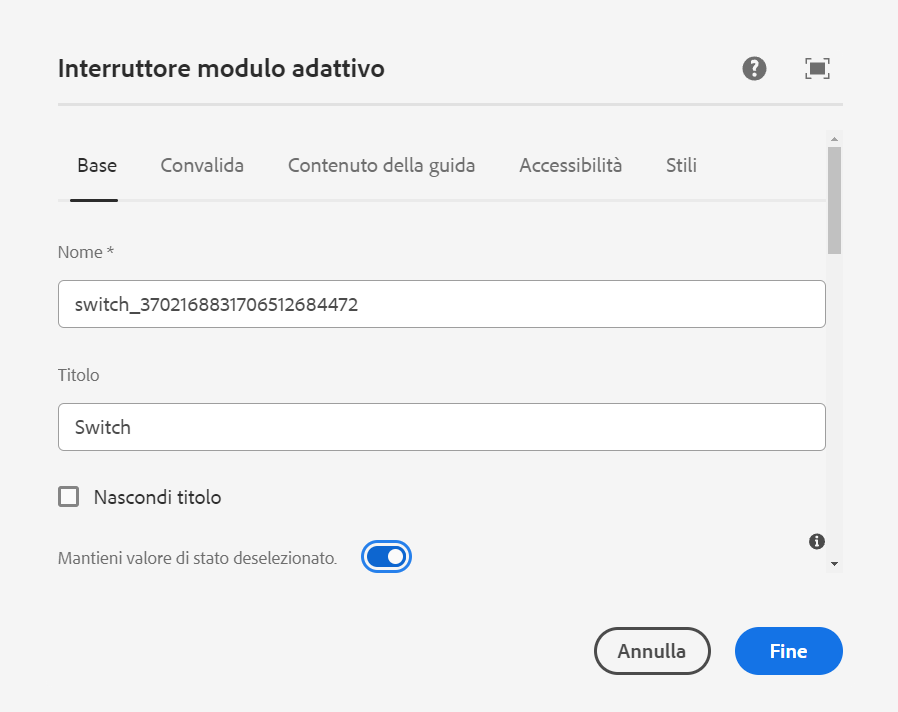 Interruttore modulo adattivo
Base Convalida Contenuto della guida Accessibilità Stili
Nome *
switch_3702168831706512684472
Titolo
Switch
Nascondi titolo
Mantieni valore di stato deselezionato.
Annulla Fine